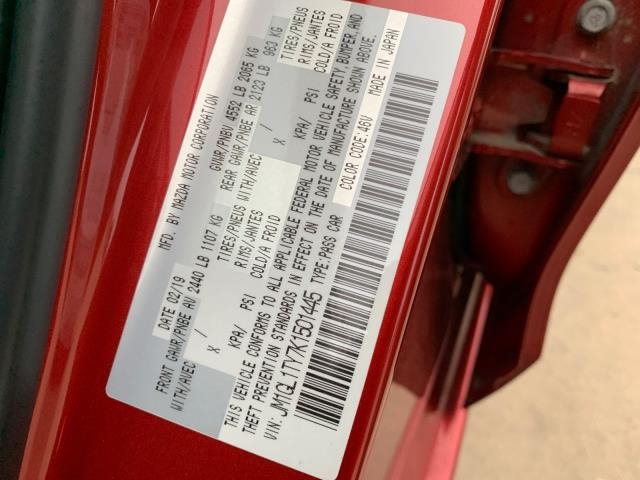 MFD. BY MAZDA MOTOR CORPORATION
DATE 02/19 GVWR/PNBV 4552 LB 2065 KG
FRONT GAWR/PNBE AV 2440 LB 1107 KG REAR GAWR/PNBE AR 2123 LB 963 KG
WITH/AVEC TIRES/PNEUS WITH/AVEC TIRES/PNEUS
X / RIMS/JANTES X / RIMS/JANTES
KPA/ PSI COLD/A FROID KPA/ PSI COLD/A FROID
THIS VEHICLE CONFORMS TO ALL APPLICABLE FEDERAL MOTOR VEHICLE SAFETY, BUMPER, AND
THEFT PREVENTION STANDARDS IN EFFECT ON THE DATE OF MANUFACTURE SHOWN ABOVE.
VIN: JM1QL1TY7K1501445 TYPE:PASS CAR COLOR CODE:46V MADE IN JAPAN